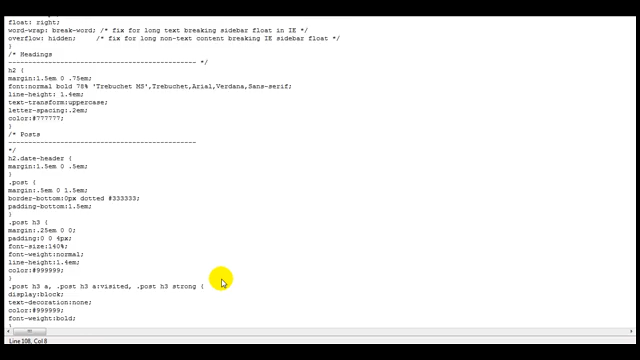 float: right;
word-wrap: break-word; /* fix for long text breaking sidebar float in IE */
overflow: hidden;     /* fix for long non-text content breaking IE sidebar float */
}
/* Headings
----------------------------------------------- */
h2 {
margin:1.5em 0 .75em;
font:normal bold 78% 'Trebuchet MS',Trebuchet,Arial,Verdana,Sans-serif;
line-height: 1.4em;
text-transform:uppercase;
letter-spacing:.2em;
color:#777777;
}
/* Posts
-----------------------------------------------
*/
h2.date-header {
margin:1.5em 0 .5em;
}
.post {
margin:.5em 0 1.5em;
border-bottom:0px dotted #333333;
padding-bottom:1.5em;
}
.post h3 {
margin:.25em 0 0;
padding:0 0 4px;
font-size:140%;
font-weight:normal;
line-height:1.4em;
color:#999999;
}
.post h3 a, .post h3 a:visited, .post h3 strong {
display:block;
text-decoration:none;
color:#999999;
font-weight:bold;
}
Line 108, Col 8